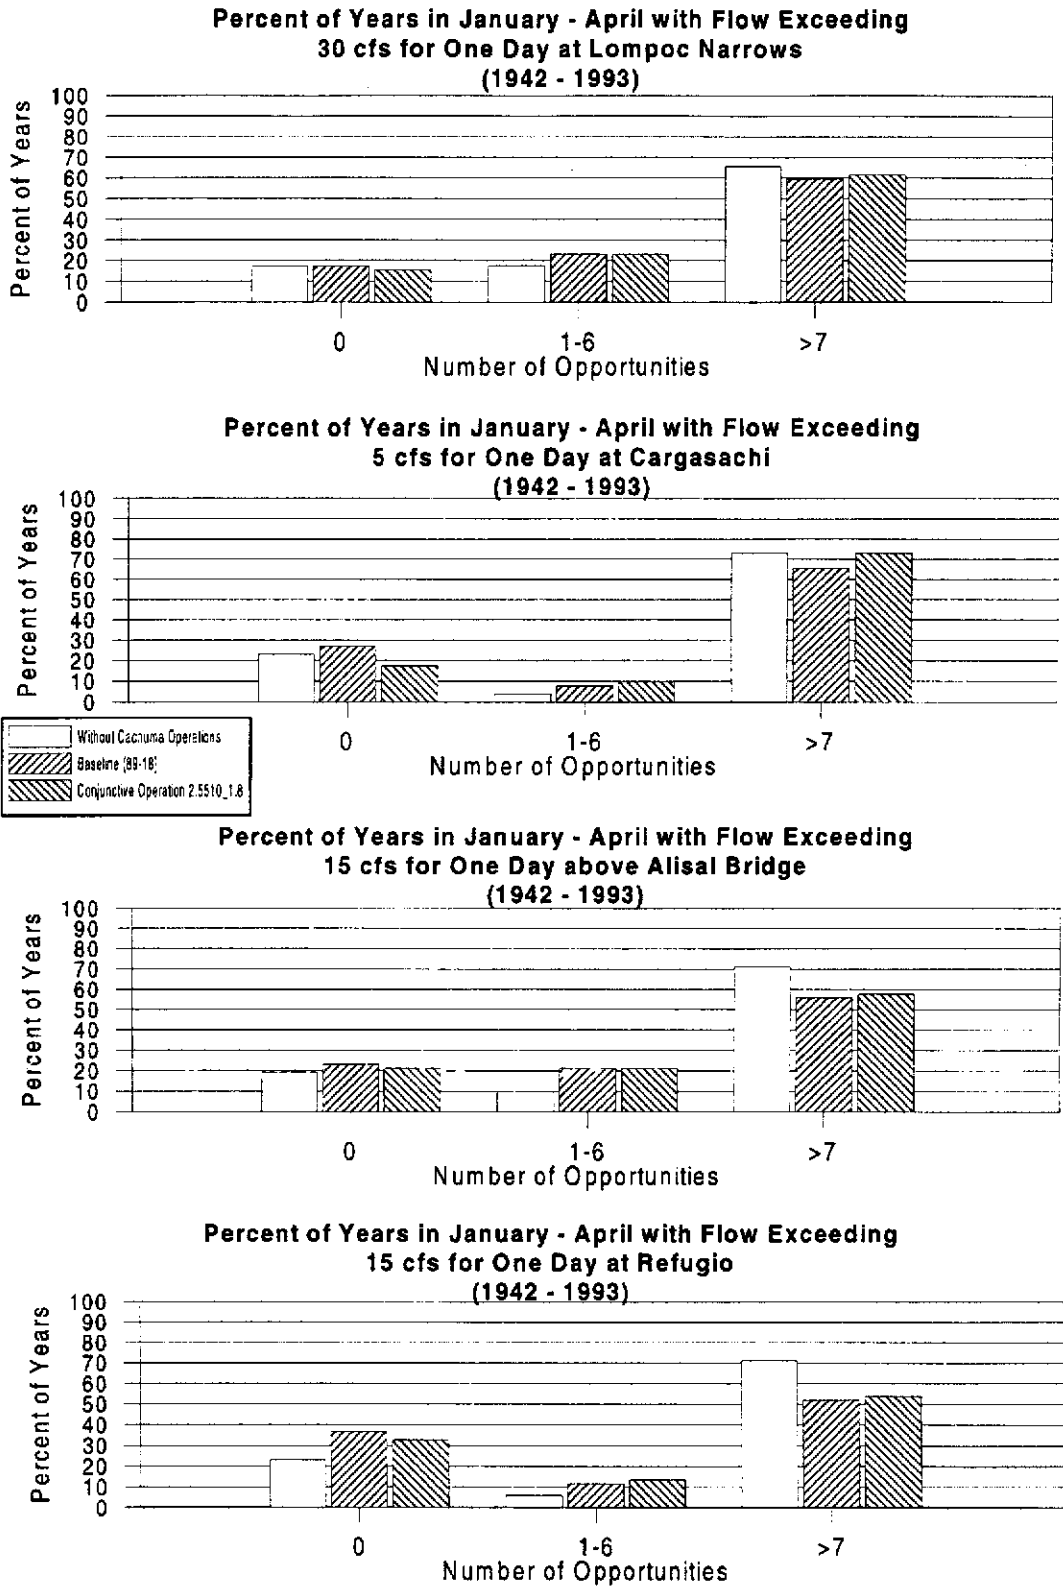 Percent of Years in January - April with Flow Exceeding
30 cfs for One Day at Lompoc Narrows
(1942 - 1993)
Percent of Years
100
90
80
70
60
50
40
30
20
10
0
0
1-6
>7
Number of Opportunities
Percent of Years in January - April with Flow Exceeding
5 cfs for One Day at Cargasachi
(1942 - 1993)
Percent of Years
100
90
80
70
60
50
40
30
20
10
0
0
1-6
>7
Number of Opportunities
Without Cachuma Operations
Baseline (89-18)
Conjunctive Operation 2.5510_1.8
Percent of Years in January - April with Flow Exceeding
15 cfs for One Day above Alisal Bridge
(1942 - 1993)
Percent of Years
100
90
80
70
60
50
40
30
20
10
0
0
1-6
>7
Number of Opportunities
Percent of Years in January - April with Flow Exceeding
15 cfs for One Day at Refugio
(1942 - 1993)
Percent of Years
100
90
80
70
60
50
40
30
20
10
0
0
1-6
>7
Number of Opportunities